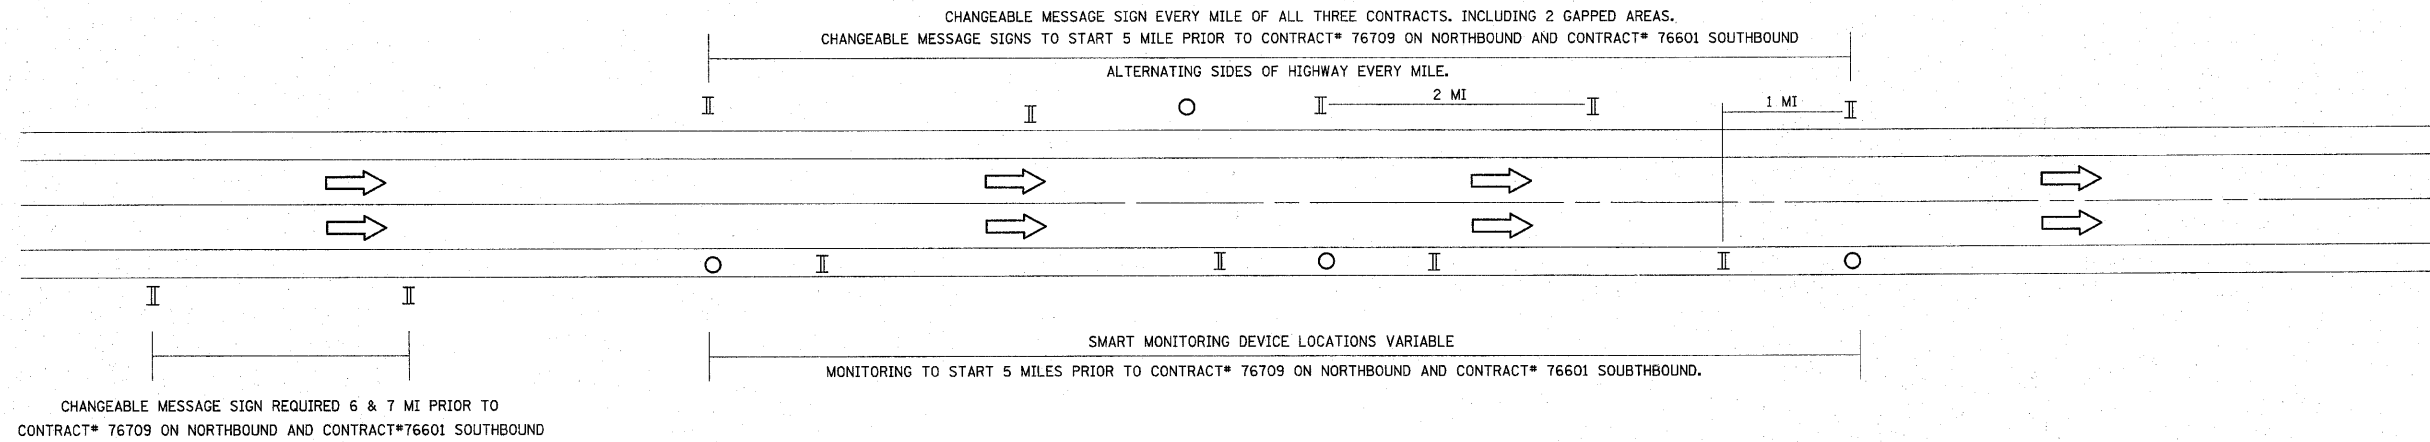 CHANGEABLE MESSAGE SIGN EVERY MILE OF ALL THREE CONTRACTS. INCLUDING 2 GAPPED AREAS.
CHANGEABLE MESSAGE SIGNS TO START 5 MILE PRIOR TO CONTRACT# 76709 ON NORTHBOUND AND CONTRACT# 76601 SOUTHBOUND
ALTERNATING SIDES OF HIGHWAY EVERY MILE.
2 MI
1 MI
SMART MONITORING DEVICE LOCATIONS VARIABLE
MONITORING TO START 5 MILES PRIOR TO CONTRACT# 76709 ON NORTHBOUND AND CONTRACT# 76601 SOUBTHBOUND.
CHANGEABLE MESSAGE SIGN REQUIRED 6 & 7 MI PRIOR TO
CONTRACT# 76709 ON NORTHBOUND AND CONTRACT#76601 SOUTHBOUND